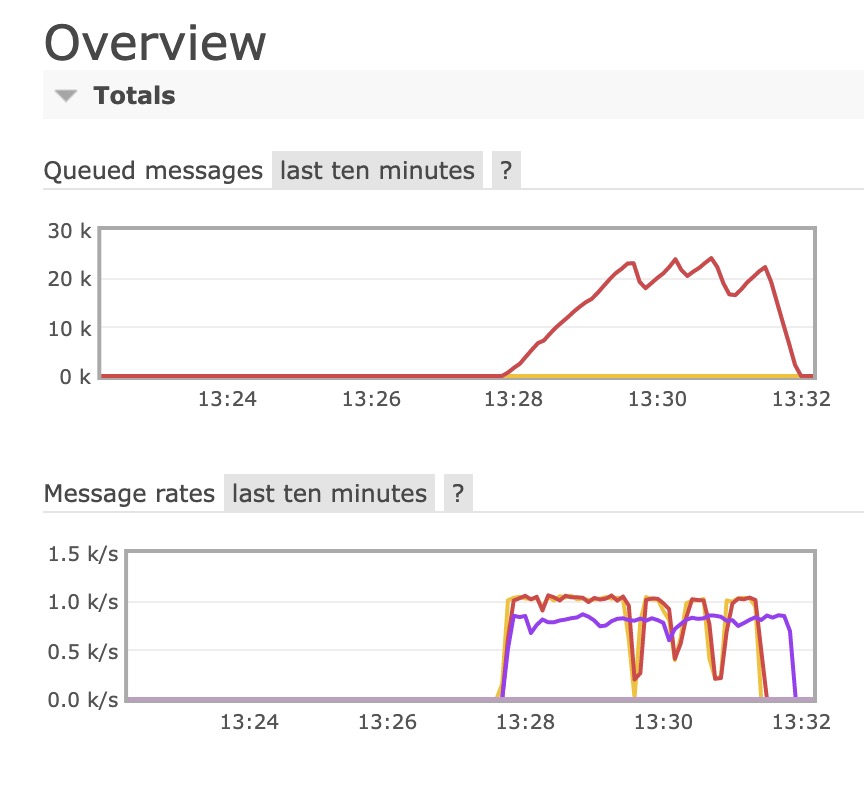 Overview
Totals
Queued messages last ten minutes ?
30 k
20 k
10 k
0 k
13:24 13:26 13:28 13:30 13:32
Message rates last ten minutes ?
1.5 k/s
1.0 k/s
0.5 k/s
0.0 k/s
13:24 13:26 13:28 13:30 13:32